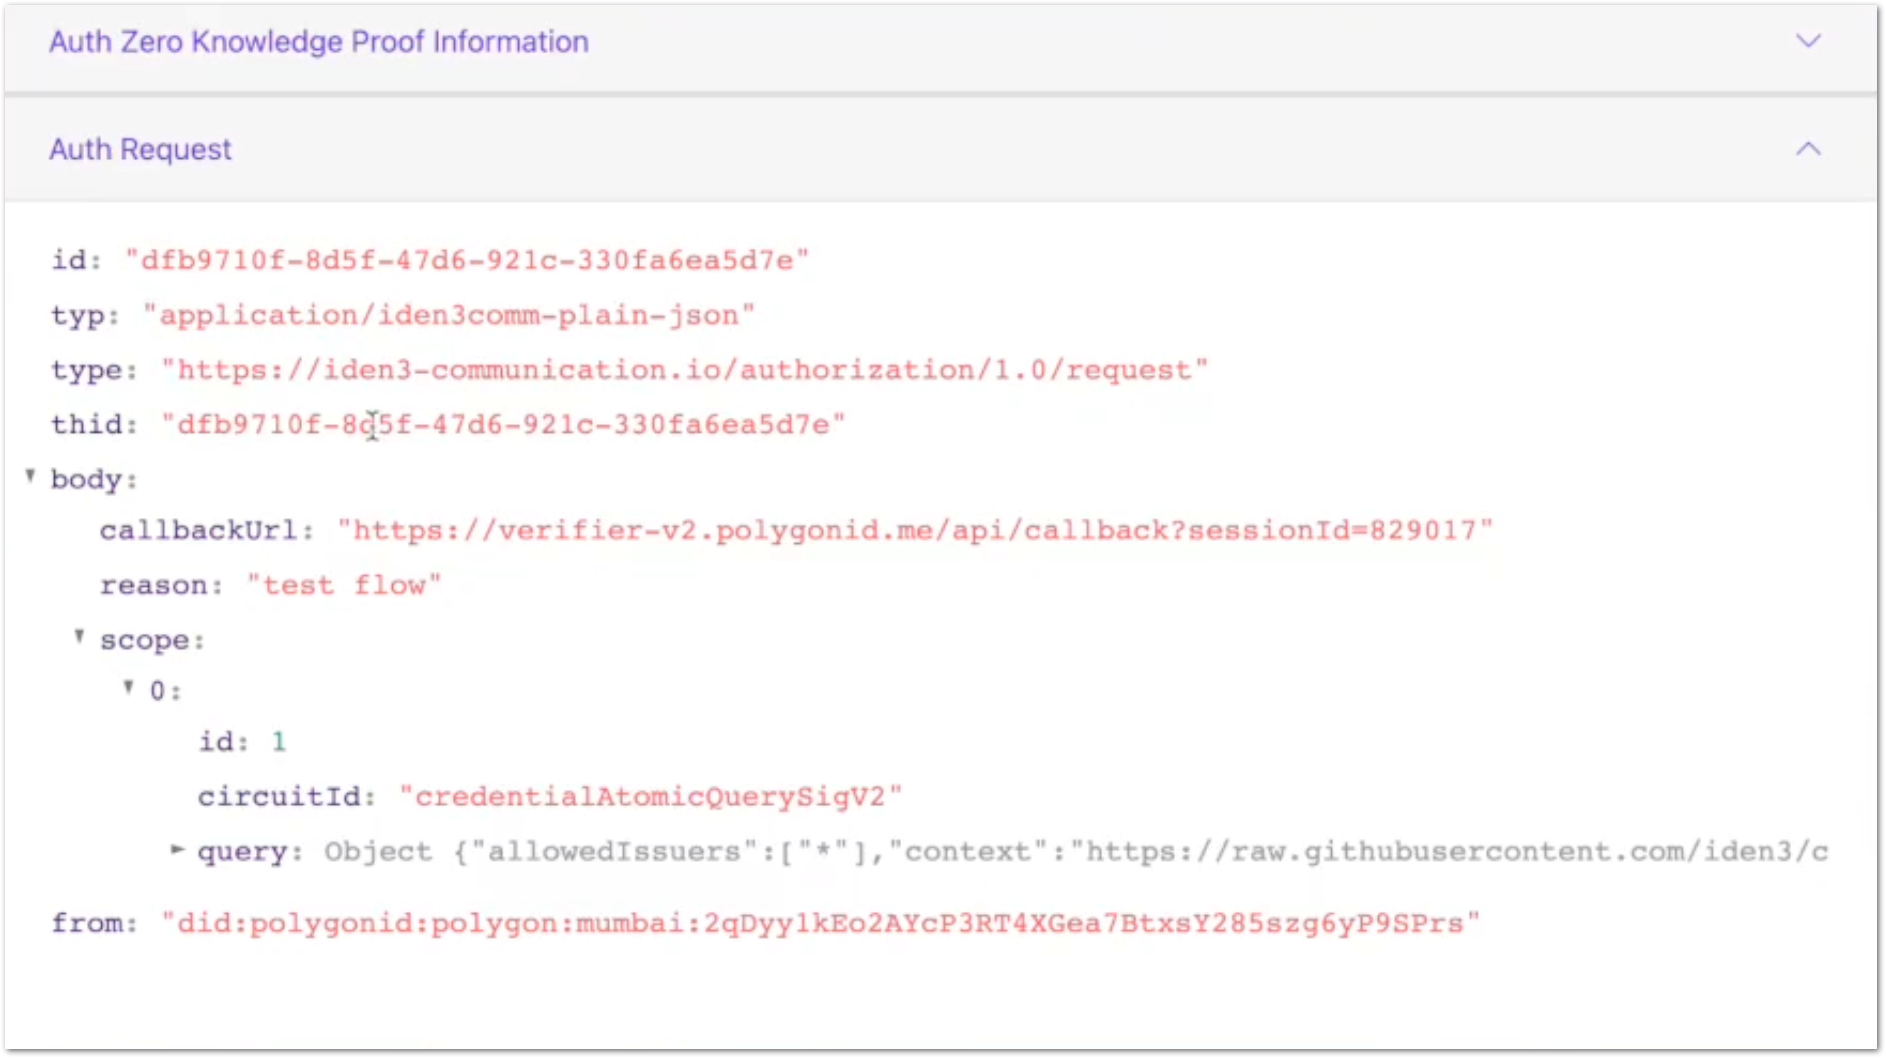 Auth Zero Knowledge Proof Information
Auth Request
id: "dfb9710f-8d5f-47d6-921c-330fa6ea5d7e"
typ: "application/iden3comm-plain-json"
type: "https://iden3-communication.io/authorization/1.0/request"
thid: "dfb9710f-8d5f-47d6-921c-330fa6ea5d7e"
body:
callbackUrl: "https://verifier-v2.polygonid.me/api/callback?sessionId=829017"
reason: "test flow"
scope:
0:
id: 1
circuitId: "credentialAtomicQuerySigV2"
query: Object {"allowedIssuers":["*"],"context":"https://raw.githubusercontent.com/iden3/c
from: "did:polygonid:polygon:mumbai:2qDyy1kEo2AYcP3RT4XGea7BtxsY285szg6yP9SPrs"